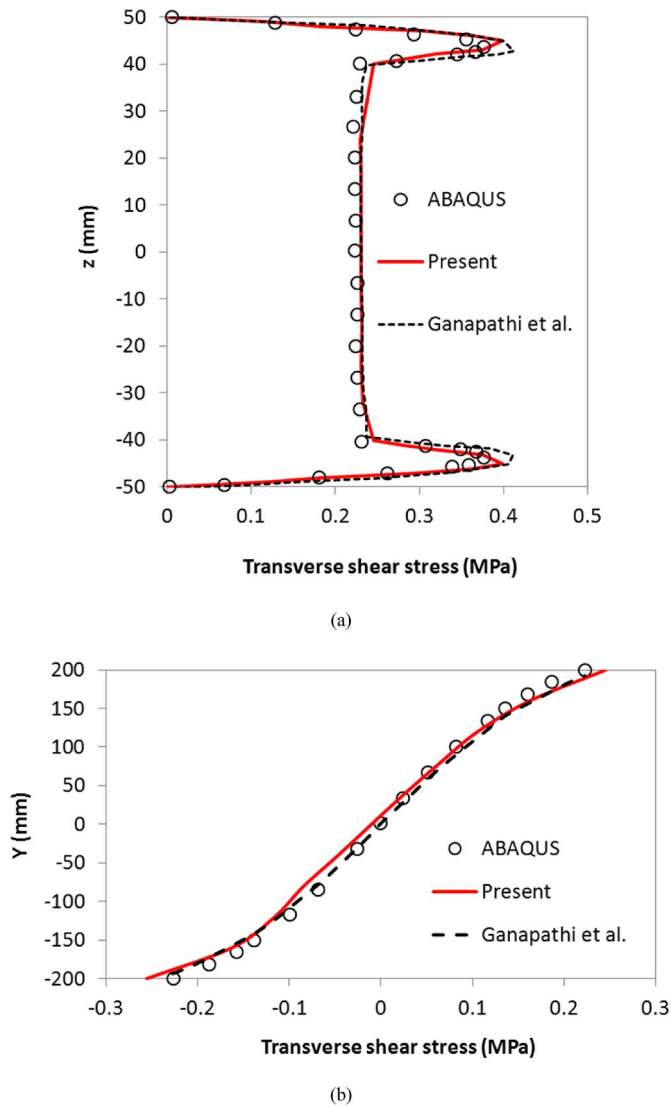 50
40
30
20
10
0
-10
-20
-30
-40
-50
z (mm)
ABAQUS
Present
Ganapathi et al.
0 0.1 0.2 0.3 0.4 0.5
Transverse shear stress (MPa)
(a)
200
150
100
50
0
-50
-100
-150
-200
Y (mm)
ABAQUS
Present
Ganapathi et al.
-0.3 -0.2 -0.1 0 0.1 0.2 0.3
Transverse shear stress (MPa)
(b)